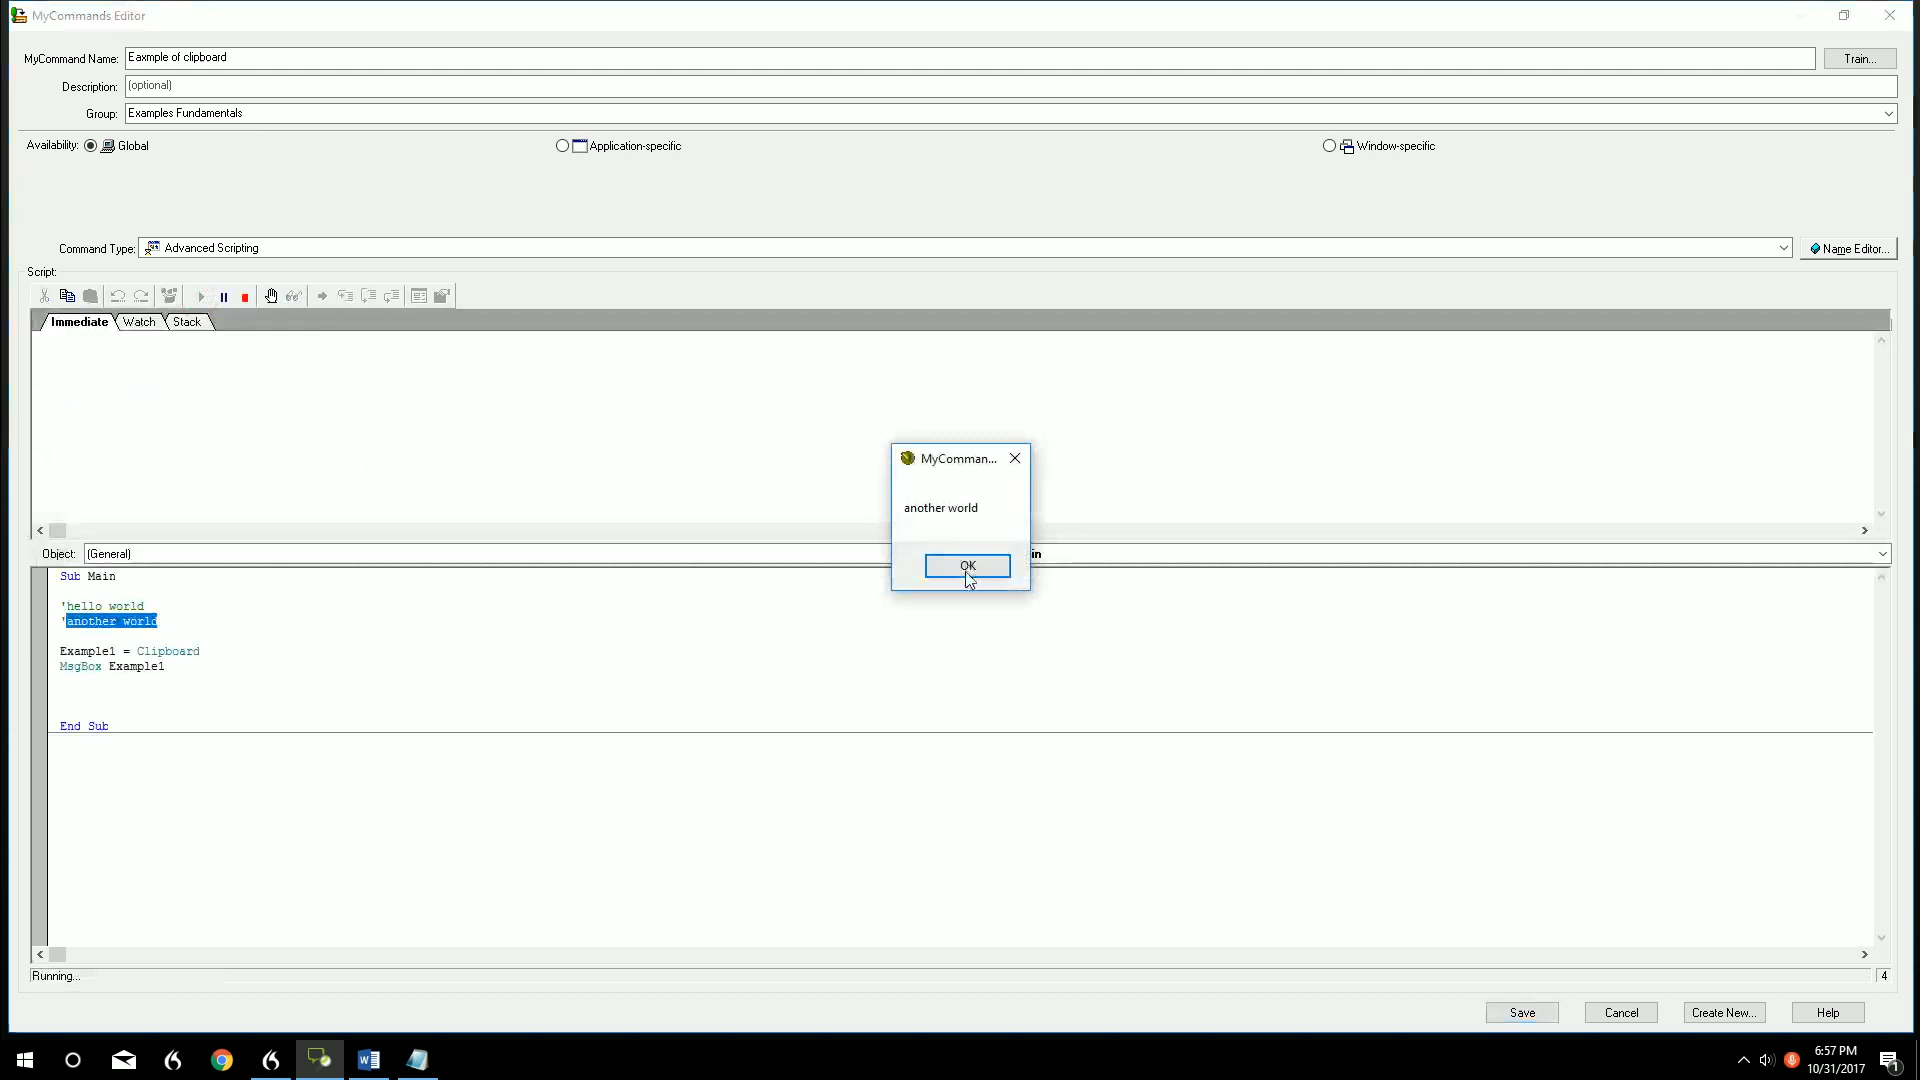 MyCommands Editor
MyCommand Name: Eaxmple of clipboard Train...
Description: (optional)
Group: Examples Fundamentals
Availability: Global Application-specific Window-specific
Command Type: Advanced Scripting Name Editor...
Script:
Immediate Watch Stack
MyComman...
another world
OK
Object: (General) in
Sub Main
'hello world
'another world
Example1 = Clipboard
MsgBox Example1
End Sub
Running... 4
Save Cancel Create New... Help
6:57 PM
10/31/2017
1